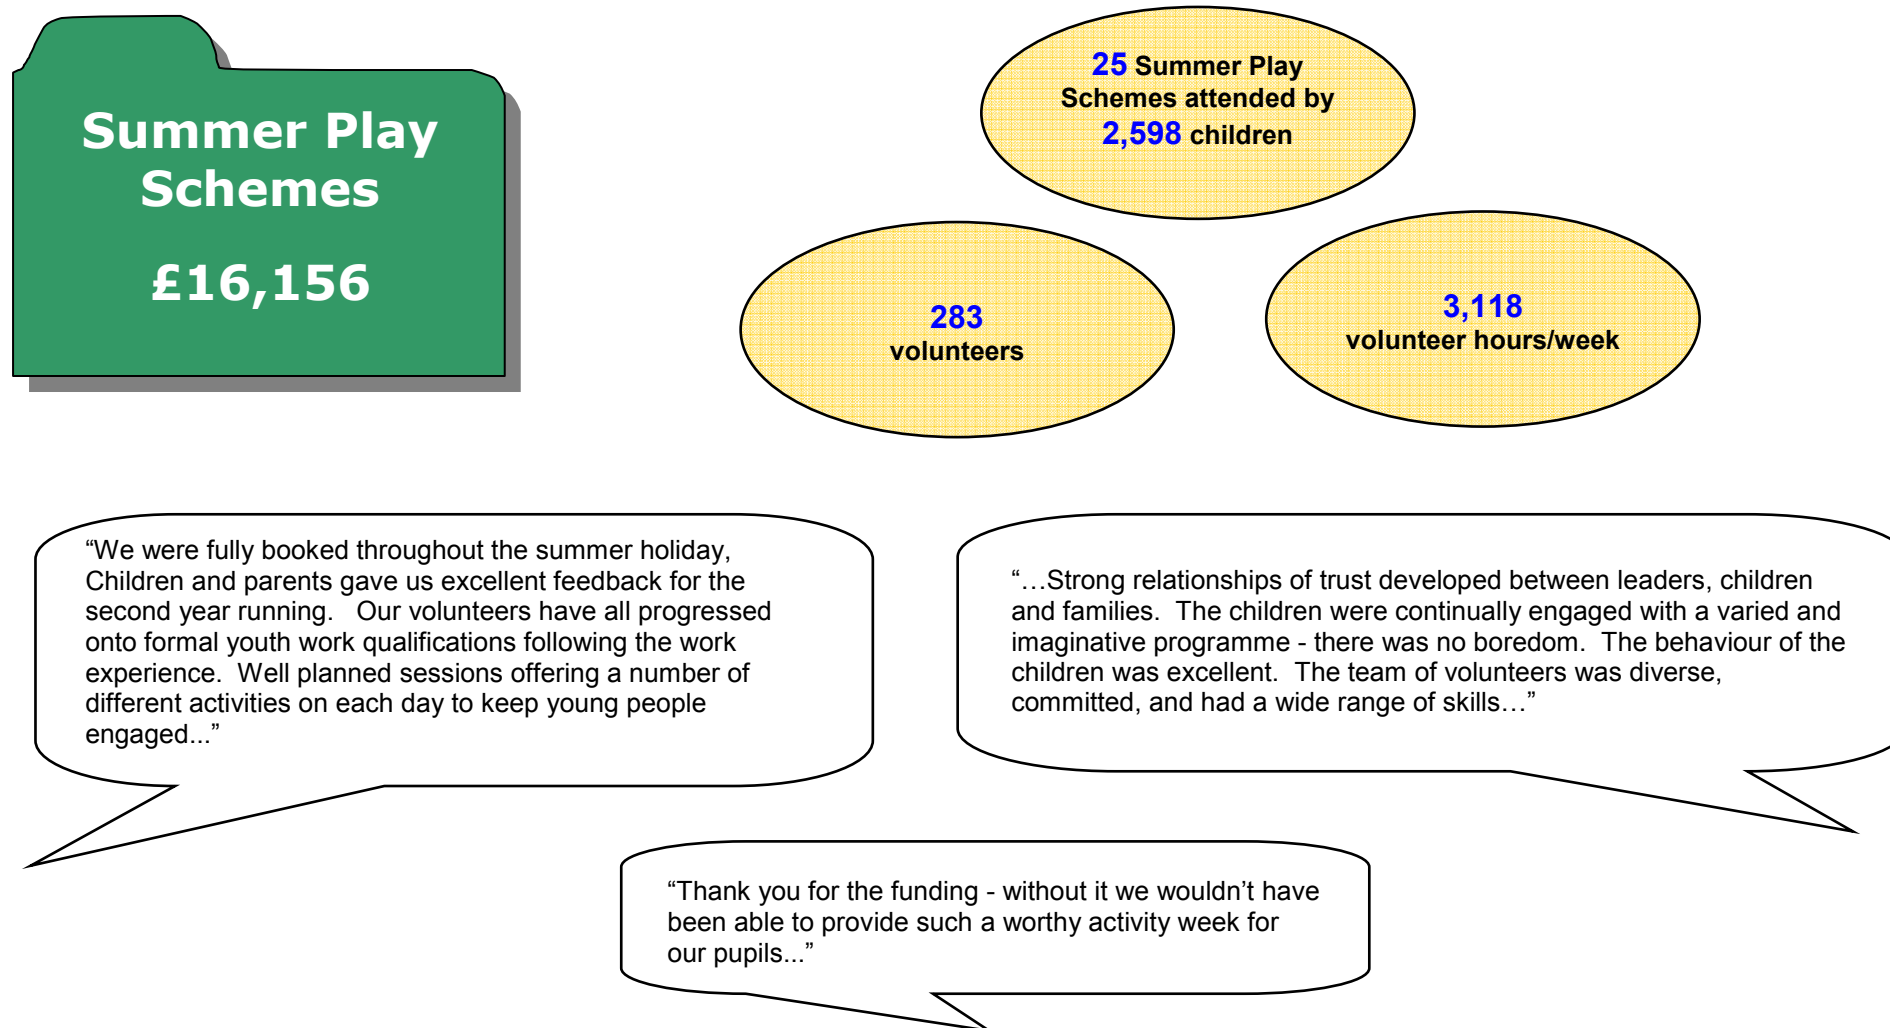 Summer Play
Schemes
£16,156
25 Summer Play
Schemes attended by
2,598 children
283
volunteers
3,118
volunteer hours/week
“We were fully booked throughout the summer holiday,
Children and parents gave us excellent feedback for the
second year running.   Our volunteers have all progressed
onto formal youth work qualifications following the work
experience.  Well planned sessions offering a number of
different activities on each day to keep young people
engaged...”
“…Strong relationships of trust developed between leaders, children
and families.  The children were continually engaged with a varied and
imaginative programme - there was no boredom.  The behaviour of the
children was excellent.  The team of volunteers was diverse,
committed, and had a wide range of skills…”
“Thank you for the funding - without it we wouldn’t have
been able to provide such a worthy activity week for
our pupils...”